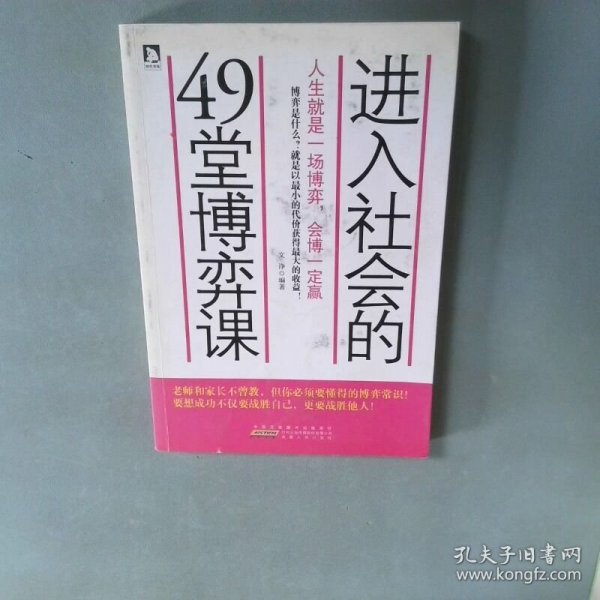 进入社会的
49堂博弈课
人生就是一场博弈，会博一定赢
博弈是什么？就是以最小的代价获得最大的收益！
文净◎编著
老师和家长不曾教，但你必须要懂得的博弈常识！
要想成功不仅要战胜自己，更要战胜他人！
孔夫子旧书网
www.kongfz.com